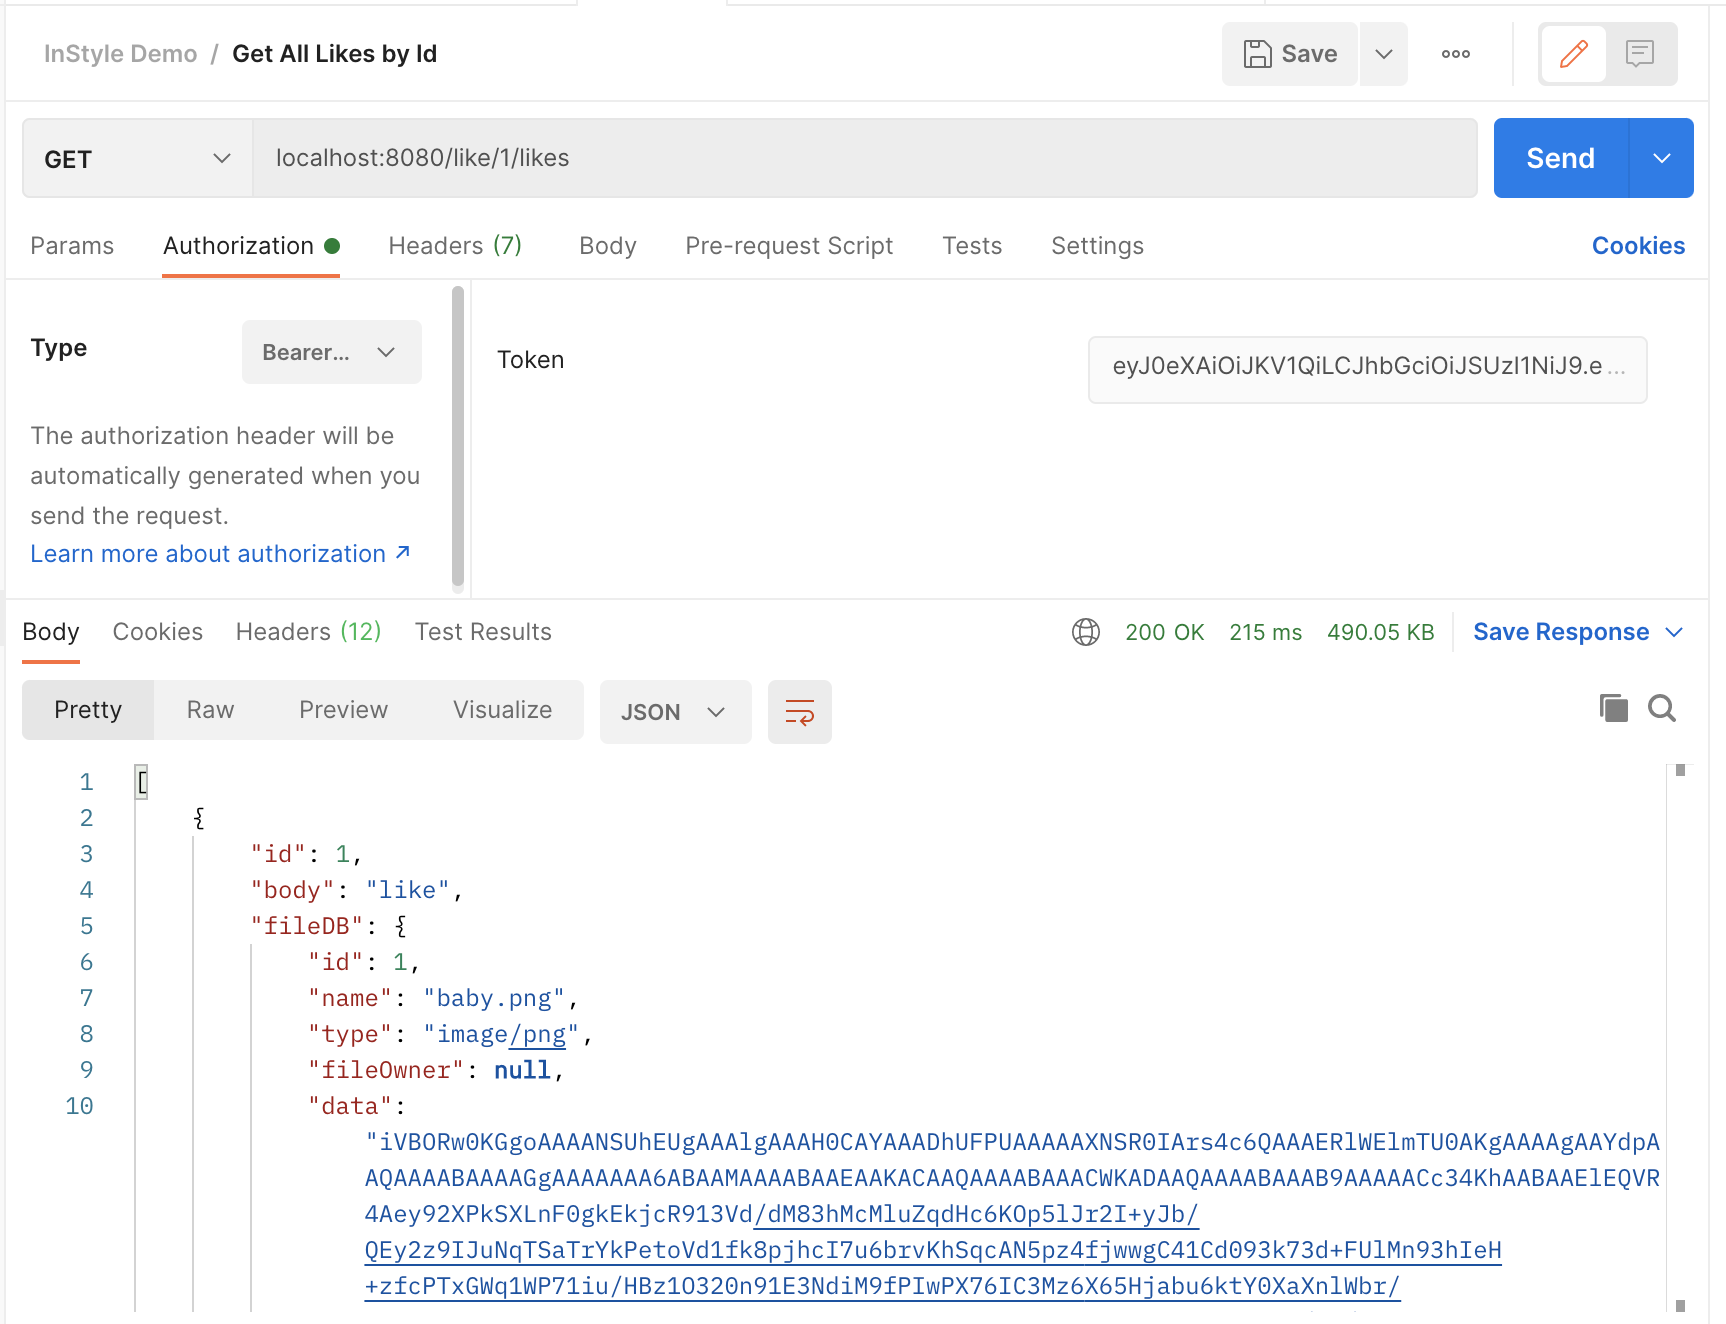 InStyle Demo / Get All Likes by Id
Save
GET
localhost:8080/like/1/likes
Send
Params Authorization Headers (7) Body Pre-request Script Tests Settings Cookies
Type
Bearer...
Token
eyJ0eXAiOiJKV1QiLCJhbGciOiJSUzI1NiJ9.e...
The authorization header will be
automatically generated when you
send the request.
Learn more about authorization ↗
Body Cookies Headers (12) Test Results
200 OK 215 ms 490.05 KB Save Response
Pretty Raw Preview Visualize JSON
1 [
2 {
3 "id": 1,
4 "body": "like",
5 "fileDB": {
6 "id": 1,
7 "name": "baby.png",
8 "type": "image/png",
9 "fileOwner": null,
10 "data":
"iVBORw0KGgoAAAANSUhEUgAAAlgAAAH0CAYAAADhUFPUAAAAAXNSR0IArs4c6QAAAERlWElmTU0AKgAAAAgAAYdpA
AQAAAABAAAAGgAAAAAAA6ABAAMAAAABAAEAAKACAAQAAAABAAACWKADAAQAAAABAAAB9AAAAACc34KhAABAAElEQVR
4Aey92XPkSXLnF0gkEkjcR913Vd/dM83hMcMluZqdHc6KOp5lJr2I+yJb/
QEy2z9IJuNqTSaTrYkPetoVd1fk8pjhcI7u6brvKhSqcAN5pz4fjwwgC41Cd093k73d+FUlMn93hIeH
+zfcPTxGWq1WP71iu/HBz1O320n91E3NdiM9fPIwPX76IC3Mz6X65Hjabu6ktY0XaXnlWbr/